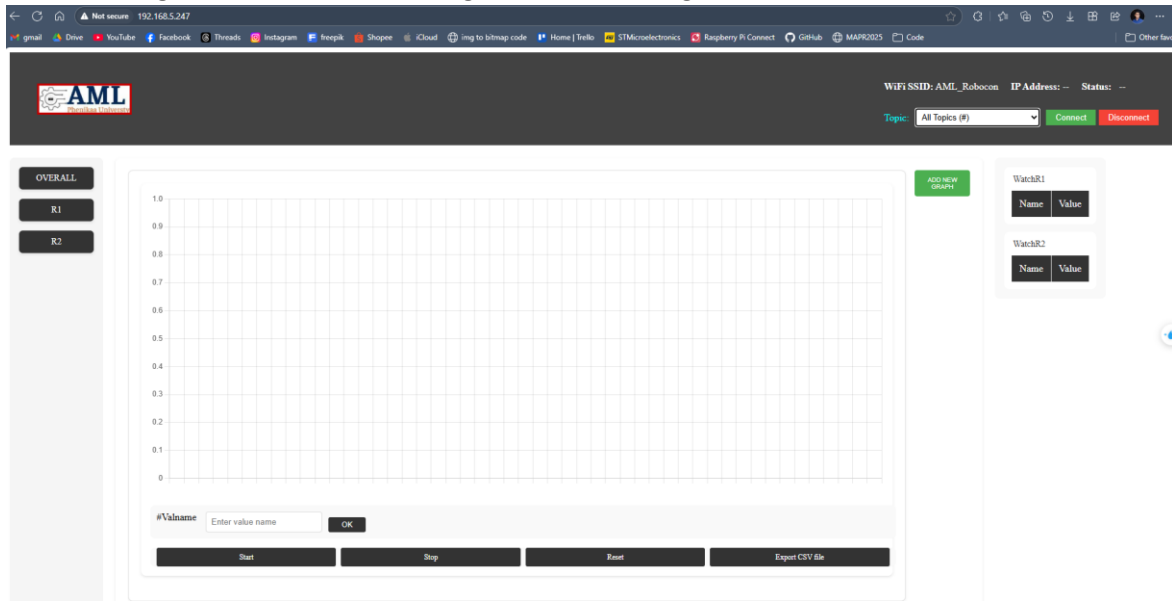 Not secure 192.168.5.247
gmail Drive YouTube Facebook Threads Instagram freepik Shopee iCloud img to bitmap code Home | Trello STMicroelectronics Raspberry Pi Connect GitHub MAPR2025 Code Other favo
AML
Phenikaa University
WiFi SSID: AML_Robocon IP Address: -- Status: --
Topic: All Topics (#) Connect Disconnect
OVERALL
R1
R2
1.0
0.9
0.8
0.7
0.6
0.5
0.4
0.3
0.2
0.1
0
#Valname Enter value name OK
Start Stop Reset Export CSV file
ADD NEW
GRAPH
WatchR1
Name Value
WatchR2
Name Value